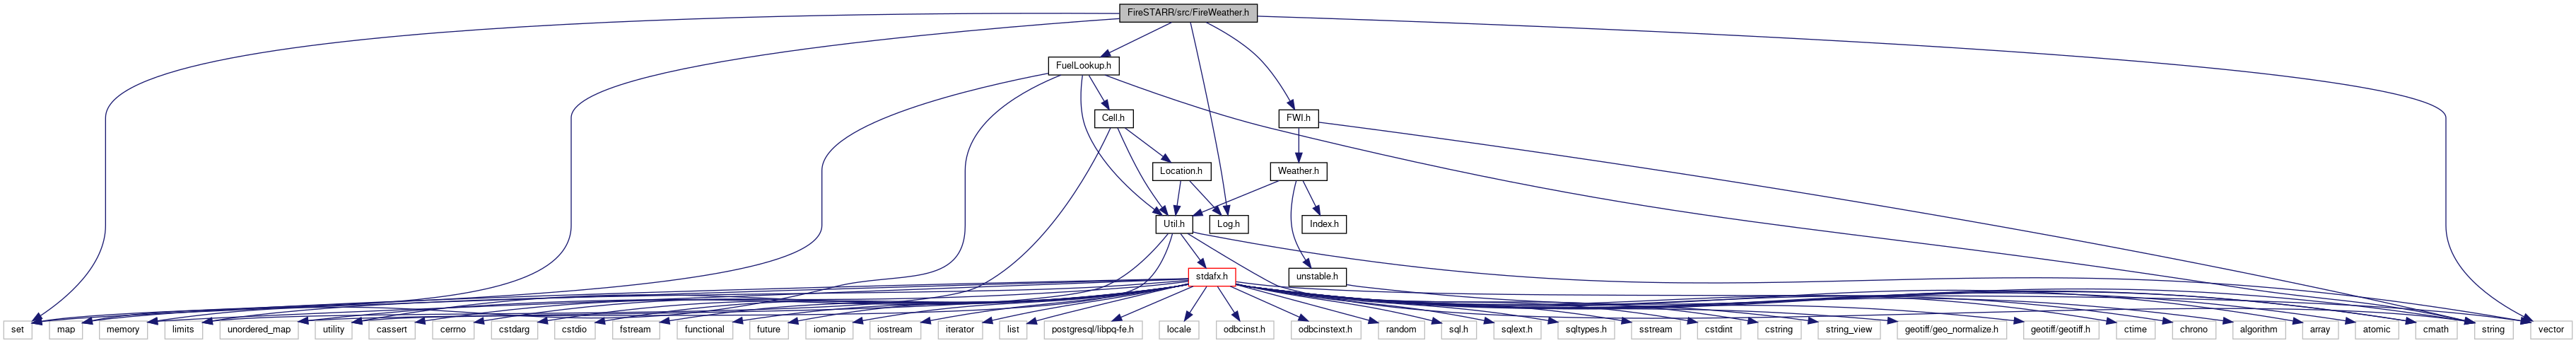 FireSTARR/src/FireWeather.h
FuelLookup.h
Cell.h
FWI.h
Location.h
Weather.h
Util.h
Log.h
Index.h
stdafx.h
unstable.h
set
map
memory
limits
unordered_map
utility
cassert
cerrno
cstdarg
cstdio
fstream
functional
future
iomanip
iostream
iterator
list
postgresql/libpq-fe.h
locale
odbcinst.h
odbcinstext.h
random
sql.h
sqlext.h
sqltypes.h
sstream
cstdint
cstring
string_view
geotiff/geo_normalize.h
geotiff/geotiff.h
ctime
chrono
algorithm
array
atomic
cmath
string
vector